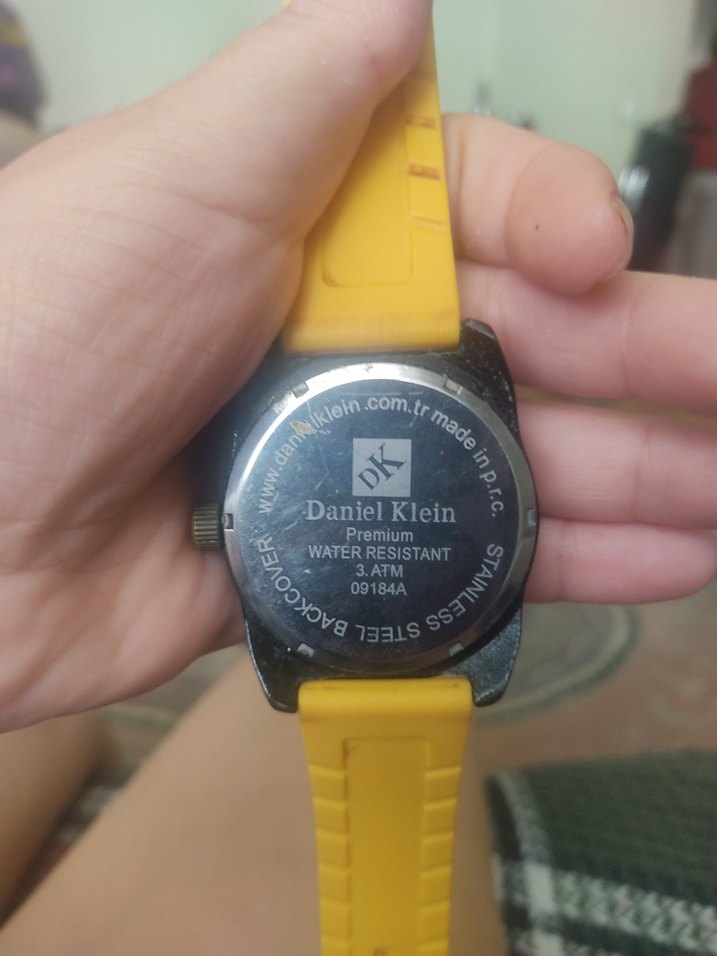 www.danielklein.com.tr made in p.r.c.
DK
Daniel Klein
Premium
WATER RESISTANT
3.ATM
09184A
STAINLESS STEEL BACKCOVER